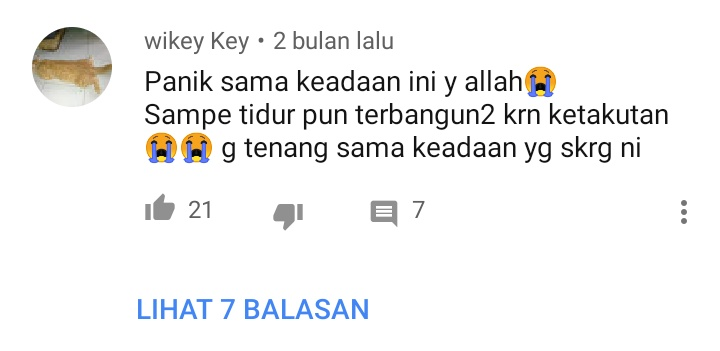 wikey Key • 2 bulan lalu
Panik sama keadaan ini y allah😭
Sampe tidur pun terbangun2 krn ketakutan
😭😭 g tenang sama keadaan yg skrg ni
21
7
LIHAT 7 BALASAN